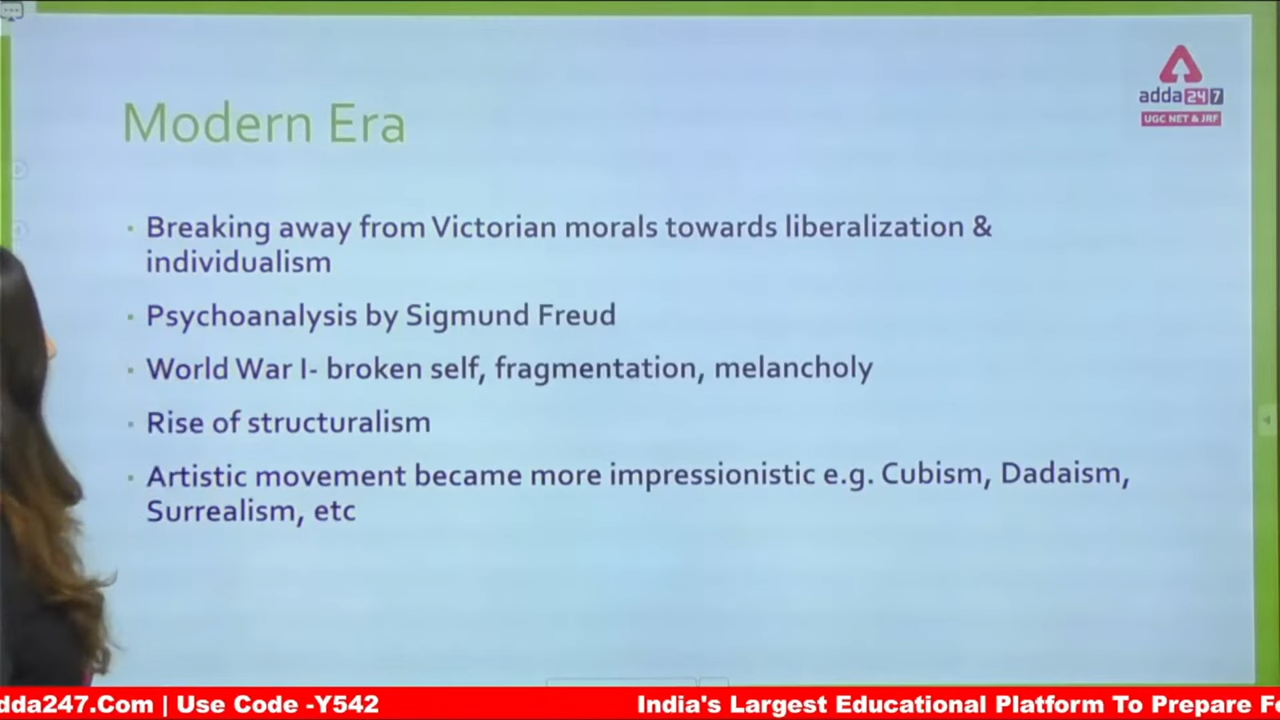 adda247
UGC NET & JRF
Modern Era
Breaking away from Victorian morals towards liberalization &
individualism
Psychoanalysis by Sigmund Freud
World War I- broken self, fragmentation, melancholy
Rise of structuralism
Artistic movement became more impressionistic e.g. Cubism, Dadaism,
Surrealism, etc
dda247.Com | Use Code -Y542 India's Largest Educational Platform To Prepare F